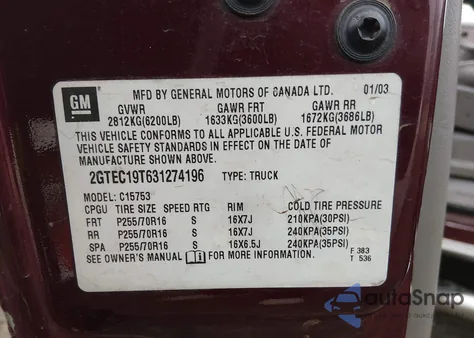 GM
MFD BY GENERAL MOTORS OF CANADA LTD. 01/03
GVWR GAWR FRT GAWR RR
2812KG(6200LB) 1633KG(3600LB) 1672KG(3686LB)
THIS VEHICLE CONFORMS TO ALL APPLICABLE U.S. FEDERAL MOTOR
VEHICLE SAFETY STANDARDS IN EFFECT ON THE DATE OF
MANUFACTURE SHOWN ABOVE.
2GTEC19T631274196 TYPE: TRUCK
MODEL: C15753
CPGU TIRE SIZE SPEED RTG RIM COLD TIRE PRESSURE
FRT P255/70R16 S 16X7J 210KPA(30PSI)
RR P255/70R16 S 16X7J 240KPA(35PSI)
SPA P255/70R16 S 16X6.5J 240KPA(35PSI)
SEE OWNER'S MANUAL FOR MORE INFORMATION. F 383
T 536
autoSnap